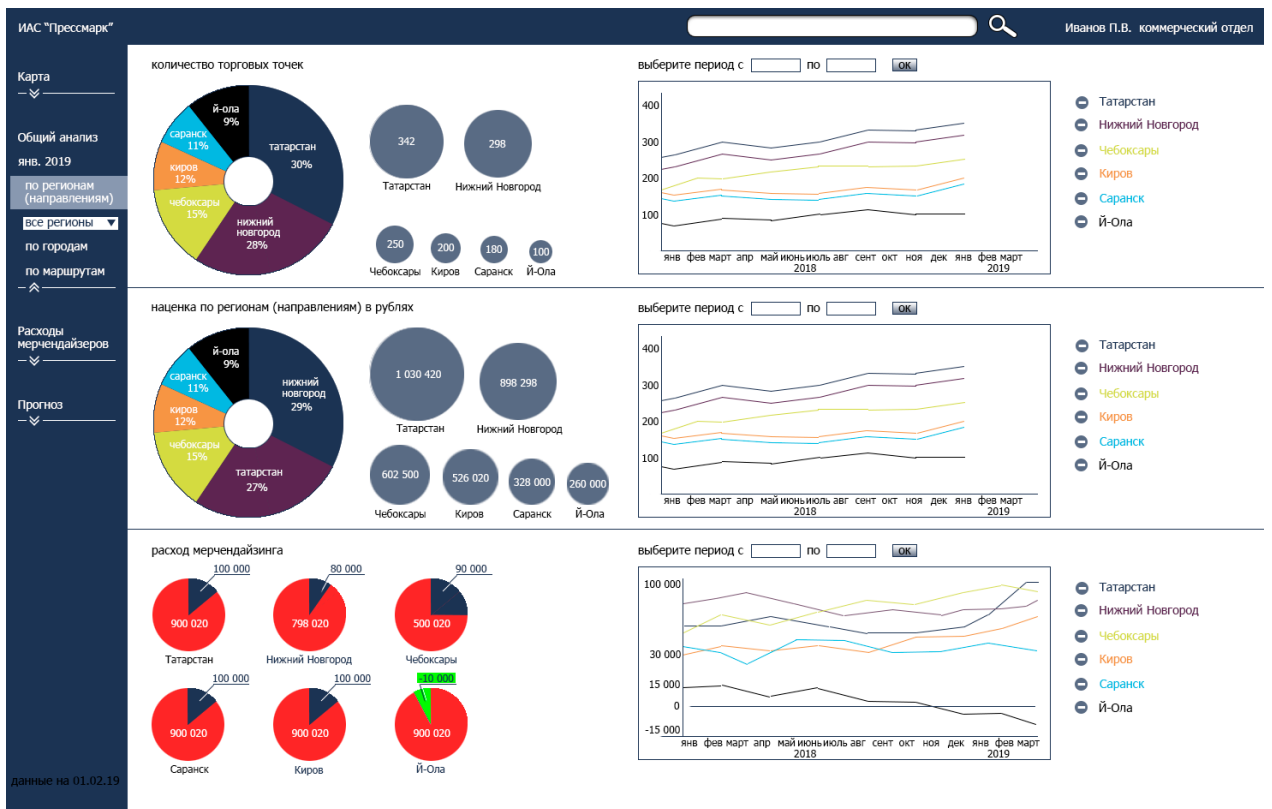 ИАС “Прессмарк”
Иванов П.В. коммерческий отдел
Карта
Общий анализ
янв. 2019
по регионам
(направлениям)
все регионы
по городам
по маршрутам
Расходы
мерчендайзеров
Прогноз
данные на 01.02.19
количество торговых точек
й-ола
9%
саранск
11%
киров
12%
чебоксары
15%
татарстан
30%
нижний
новгород
28%
342
298
Татарстан
Нижний Новгород
250
200
180
100
Чебоксары
Киров
Саранск
Й-Ола
выберите период с
по
ОК
400
300
200
100
янв фев март апр май июнь июль авг сент окт ноя дек янв фев март
2018
2019
Татарстан
Нижний Новгород
Чебоксары
Киров
Саранск
Й-Ола
наценка по регионам (направлениям) в рублях
й-ола
9%
саранск
11%
киров
12%
чебоксары
15%
нижний
новгород
29%
татарстан
27%
1 030 420
898 298
Татарстан
Нижний Новгород
602 500
526 020
328 000
260 000
Чебоксары
Киров
Саранск
Й-Ола
выберите период с
по
ОК
400
300
200
100
янв фев март апр май июнь июль авг сент окт ноя дек янв фев март
2018
2019
Татарстан
Нижний Новгород
Чебоксары
Киров
Саранск
Й-Ола
расход мерчендайзинга
100 000
80 000
90 000
900 020
798 020
500 020
Татарстан
Нижний Новгород
Чебоксары
100 000
100 000
-10 000
900 020
900 020
900 020
Саранск
Киров
Й-Ола
выберите период с
по
ОК
100 000
30 000
15 000
0
-15 000
янв фев март апр май июнь июль авг сент окт ноя дек янв фев март
2018
2019
Татарстан
Нижний Новгород
Чебоксары
Киров
Саранск
Й-Ола